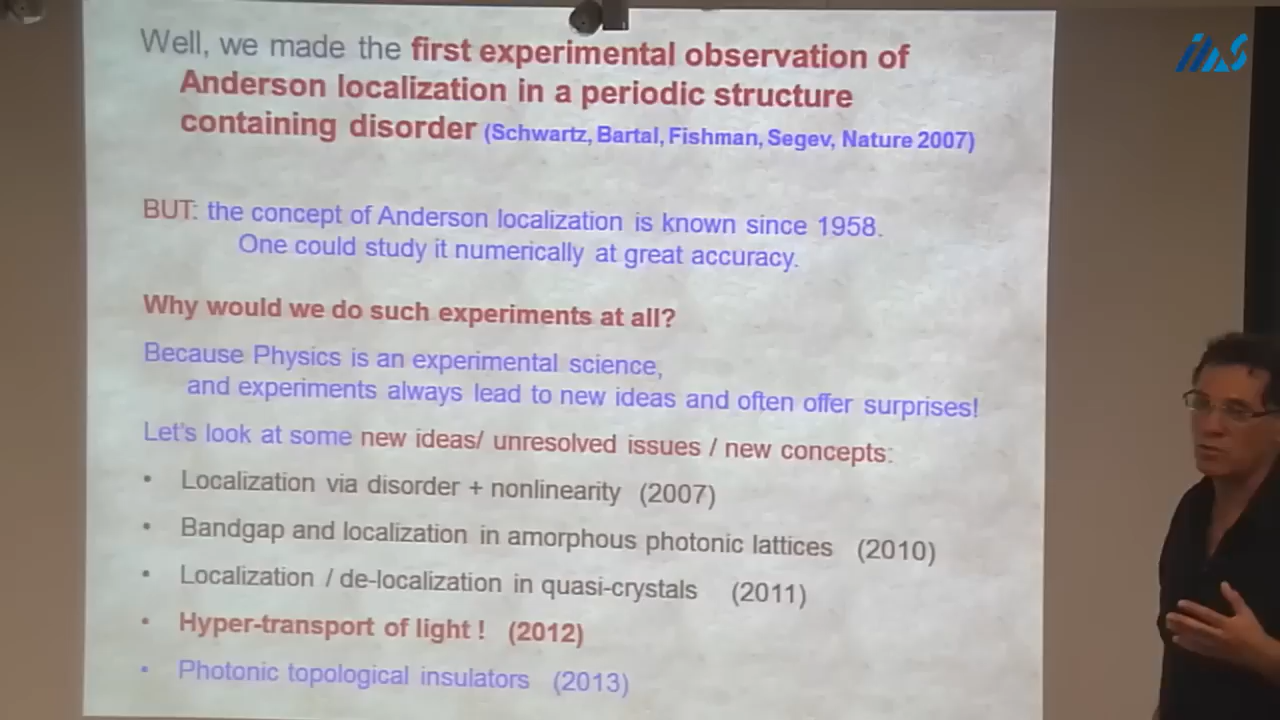 ias
Well, we made the first experimental observation of
Anderson localization in a periodic structure
containing disorder (Schwartz, Bartal, Fishman, Segev, Nature 2007)
BUT: the concept of Anderson localization is known since 1958.
One could study it numerically at great accuracy.
Why would we do such experiments at all?
Because Physics is an experimental science,
and experiments always lead to new ideas and often offer surprises!
Let's look at some new ideas/ unresolved issues / new concepts:
• Localization via disorder + nonlinearity (2007)
• Bandgap and localization in amorphous photonic lattices (2010)
• Localization / de-localization in quasi-crystals (2011)
• Hyper-transport of light ! (2012)
• Photonic topological insulators (2013)